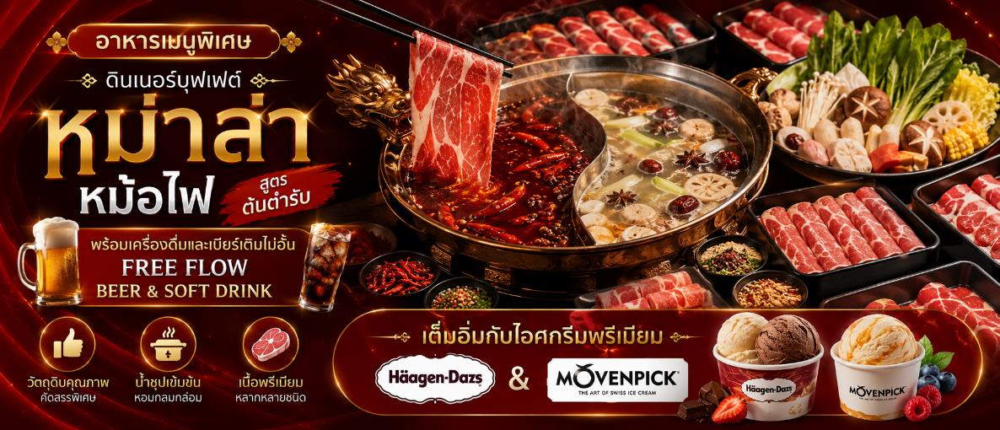 อาหารเมนูพิเศษ
ดินเนอร์บุฟเฟต์
หม่าล่า
หม้อไฟ
สูตร
ต้นตำรับ
พร้อมเครื่องดื่มและเบียร์เติมไม่อั้น
FREE FLOW
BEER & SOFT DRINK
วัตถุดิบคุณภาพ
คัดสรรพิเศษ
น้ำซุปเข้มข้น
หอมกลมกล่อม
เนื้อพรีเมียม
หลากหลายชนิด
เต็มอิ่มกับไอศกรีมพรีเมียม
Häagen-Dazs
&
MÖVENPICK
THE ART OF SWISS ICE CREAM
Häagen-Dazs
MÖVENPICK